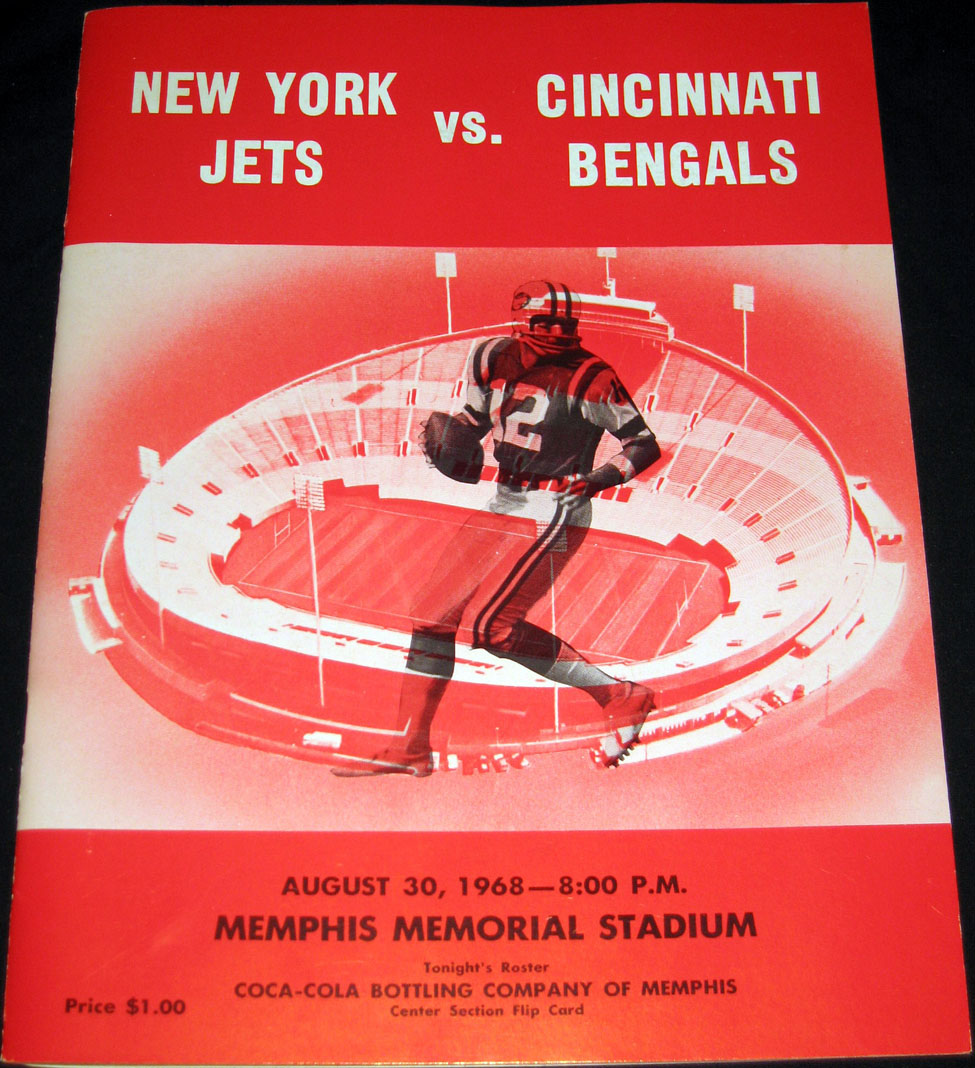 NEW YORK
JETS
vs.
CINCINNATI
BENGALS
12
AUGUST 30, 1968—8:00 P.M.
MEMPHIS MEMORIAL STADIUM
Tonight's Roster
COCA-COLA BOTTLING COMPANY OF MEMPHIS
Center Section Flip Card
Price $1.00